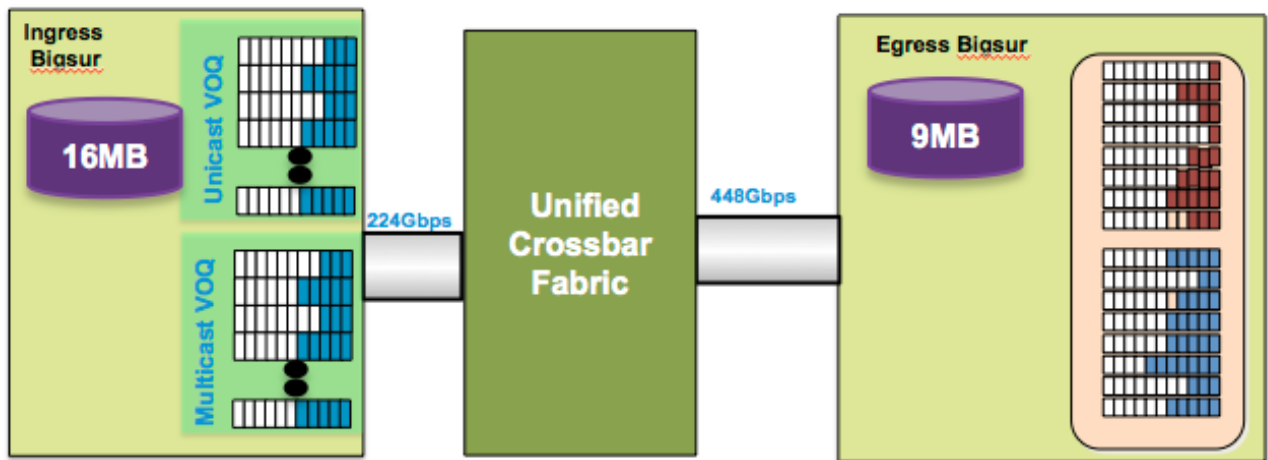 Ingress
Bigsur
16MB
Unicast VOQ
Multicast VOQ
224Gbps
Unified
Crossbar
Fabric
448Gbps
Egress Bigsur
9MB